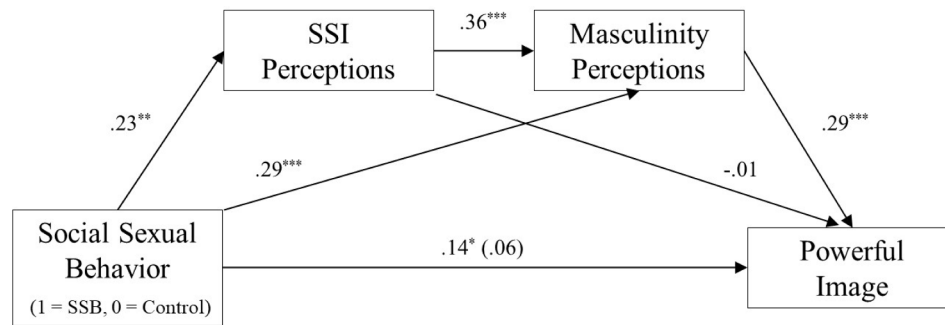 SSI
Perceptions
.36***
Masculinity
Perceptions
.23**
.29***
-.01
.29***
Social Sexual
Behavior
(1 = SSB, 0 = Control)
.14* (.06)
Powerful
Image